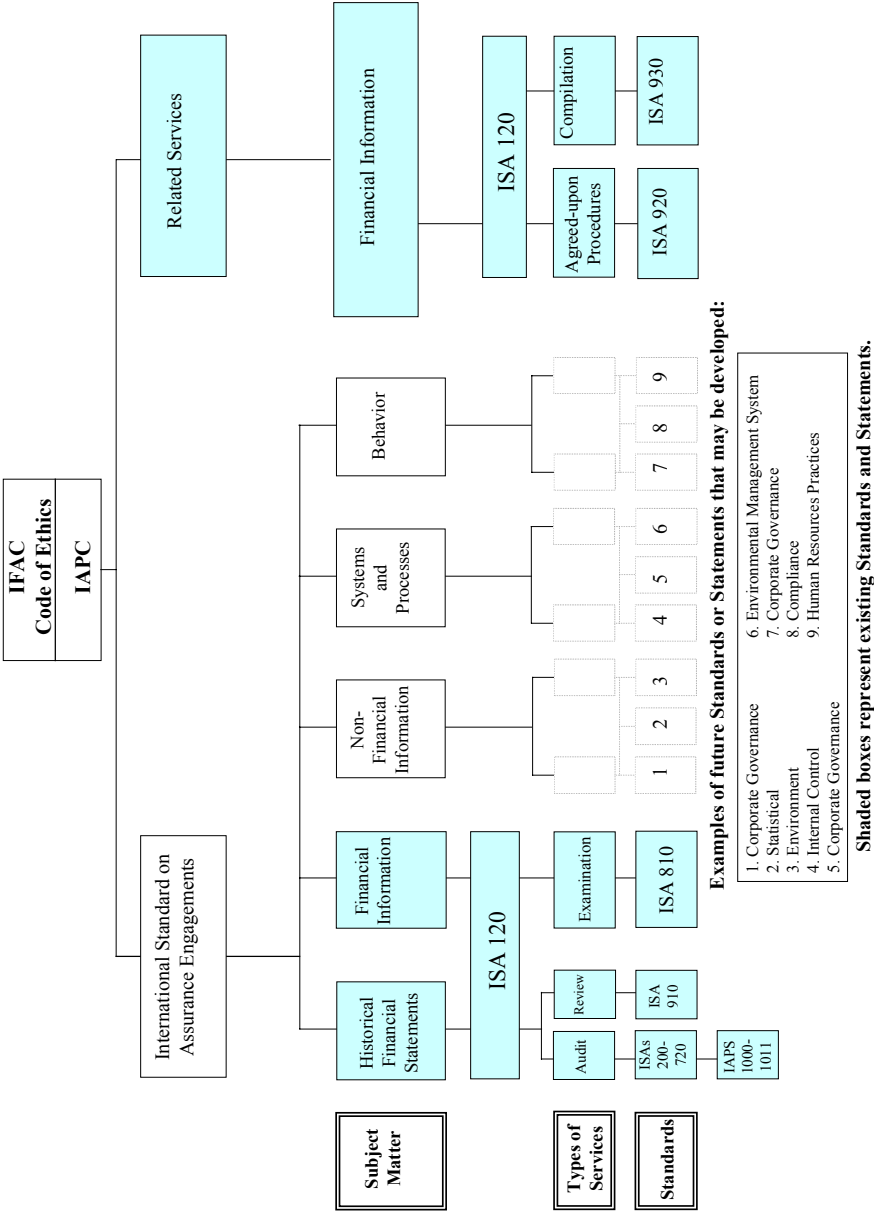 IFAC
Code of Ethics
IAPC
International Standard on
Assurance Engagements
Related Services
Subject
Matter
Historical
Financial
Statements
Financial
Information
Non-
Financial
Information
Systems
and
Processes
Behavior
Financial Information
ISA 120
ISA 120
Types of
Services
Audit
Review
Examination
Agreed-upon
Procedures
Compilation
Standards
ISAs
200-
720
ISA
910
ISA 810
1
2
3
4
5
6
7
8
9
ISA 920
ISA 930
IAPS
1000-
1011
Examples of future Standards or Statements that may be developed:
1. Corporate Governance
2. Statistical
3. Environment
4. Internal Control
5. Corporate Governance
6. Environmental Management System
7. Corporate Governance
8. Compliance
9. Human Resources Practices
Shaded boxes represent existing Standards and Statements.